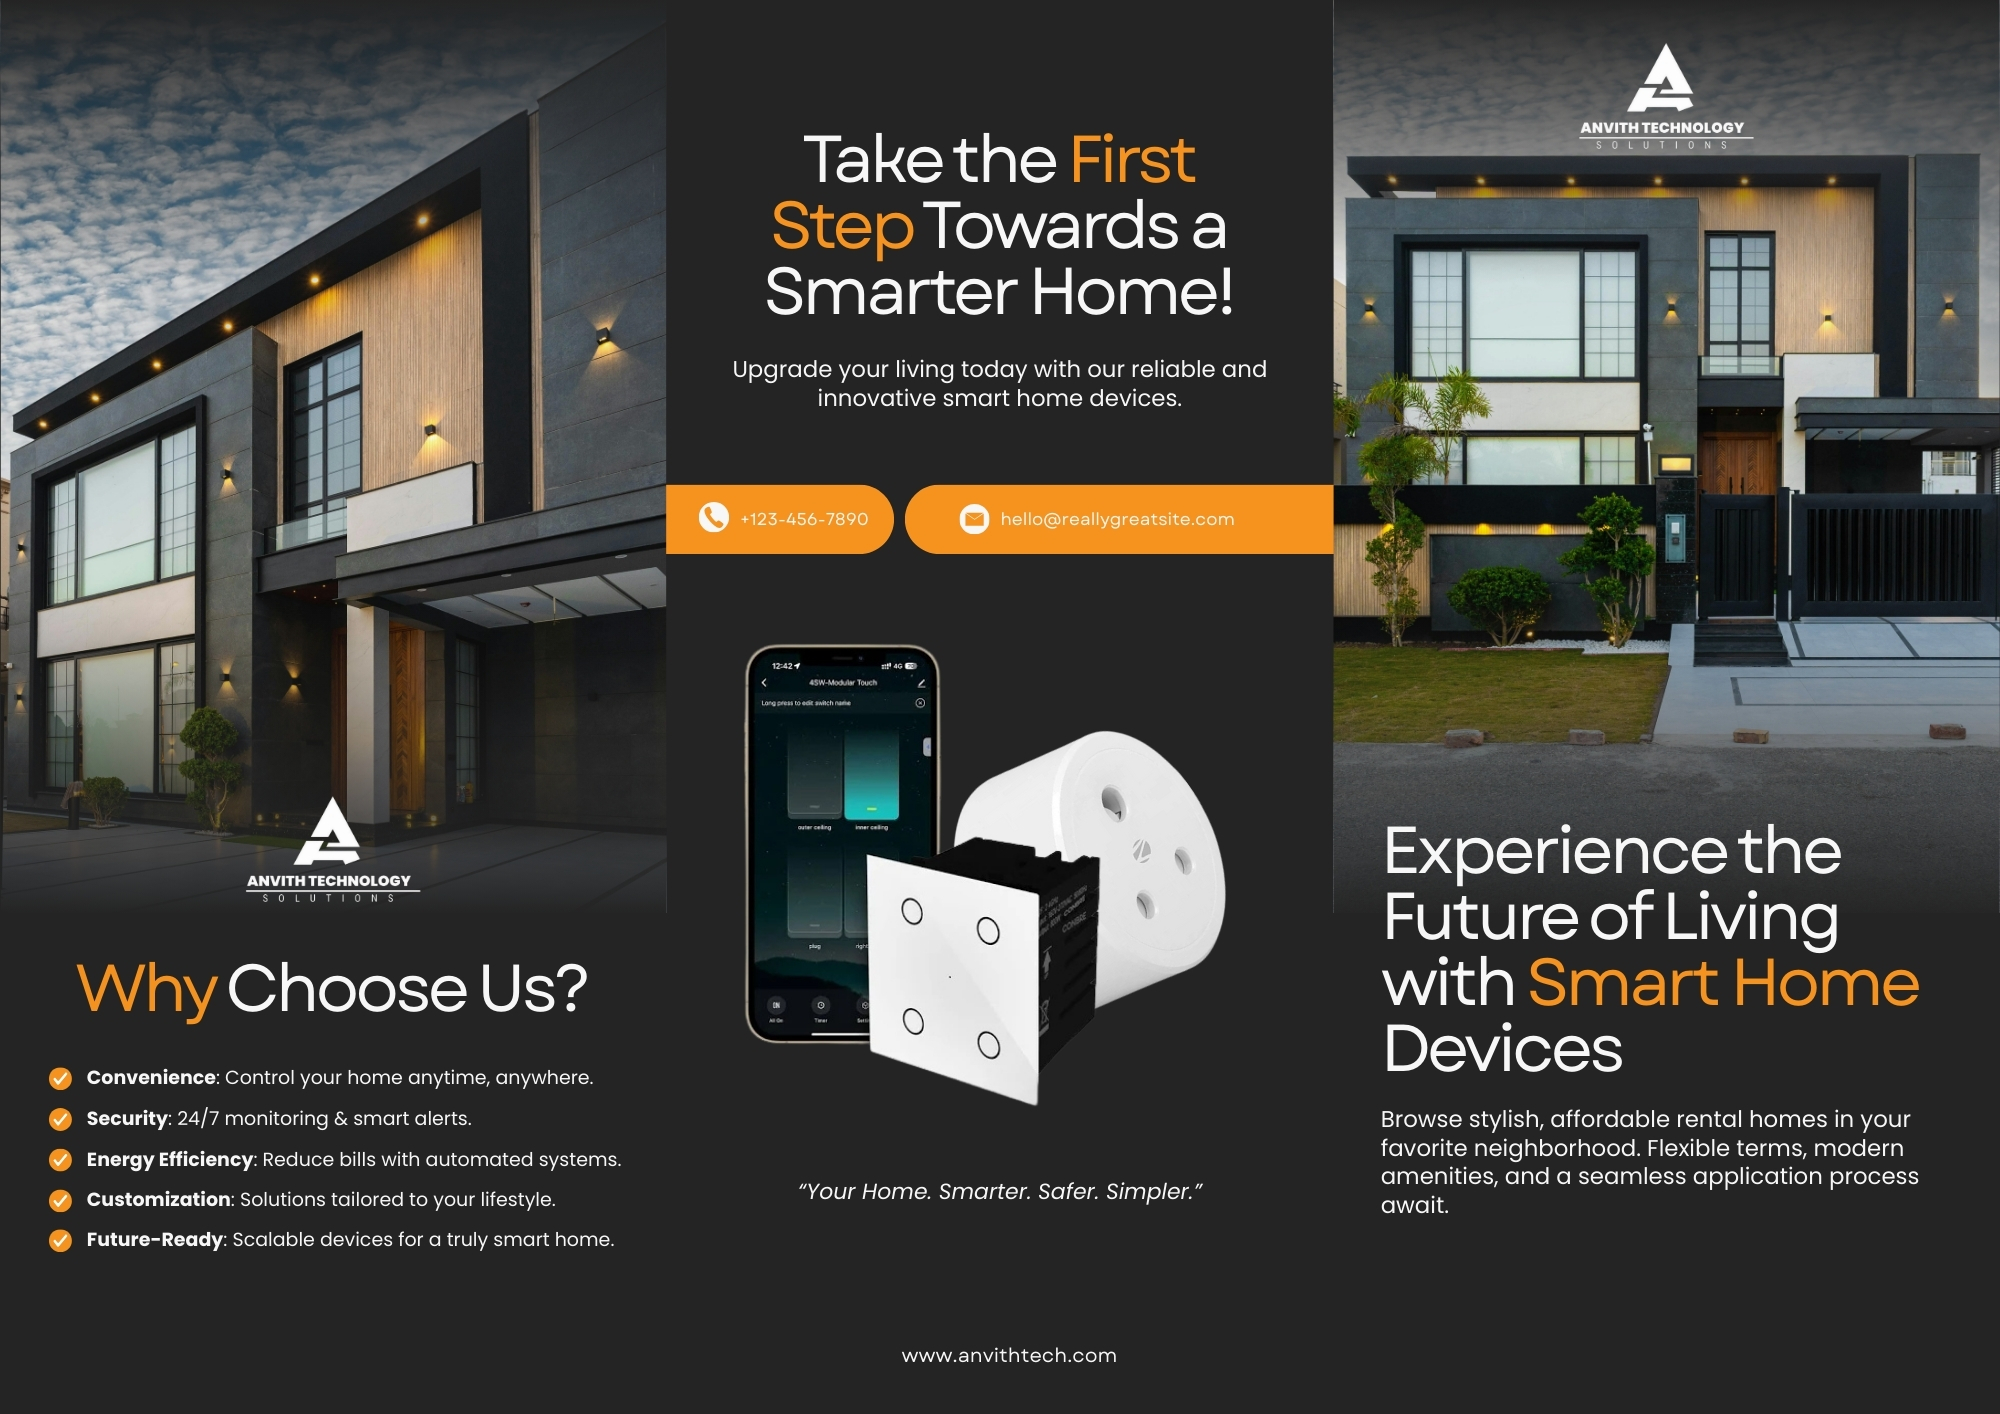 ANVITH TECHNOLOGY
SOLUTIONS
Why Choose Us?
Convenience: Control your home anytime, anywhere.
Security: 24/7 monitoring & smart alerts.
Energy Efficiency: Reduce bills with automated systems.
Customization: Solutions tailored to your lifestyle.
Future-Ready: Scalable devices for a truly smart home.
Take the First
Step Towards a
Smarter Home!
Upgrade your living today with our reliable and
innovative smart home devices.
+123-456-7890
hello@reallygreatsite.com
12:42
4G
4SW-Modular Touch
Long press to edit switch name
outer ceiling
inner ceiling
plug
right
All On
Timer
“Your Home. Smarter. Safer. Simpler.”
www.anvithtech.com
ANVITH TECHNOLOGY
SOLUTIONS
Experience the
Future of Living
with Smart Home
Devices
Browse stylish, affordable rental homes in your
favorite neighborhood. Flexible terms, modern
amenities, and a seamless application process
await.